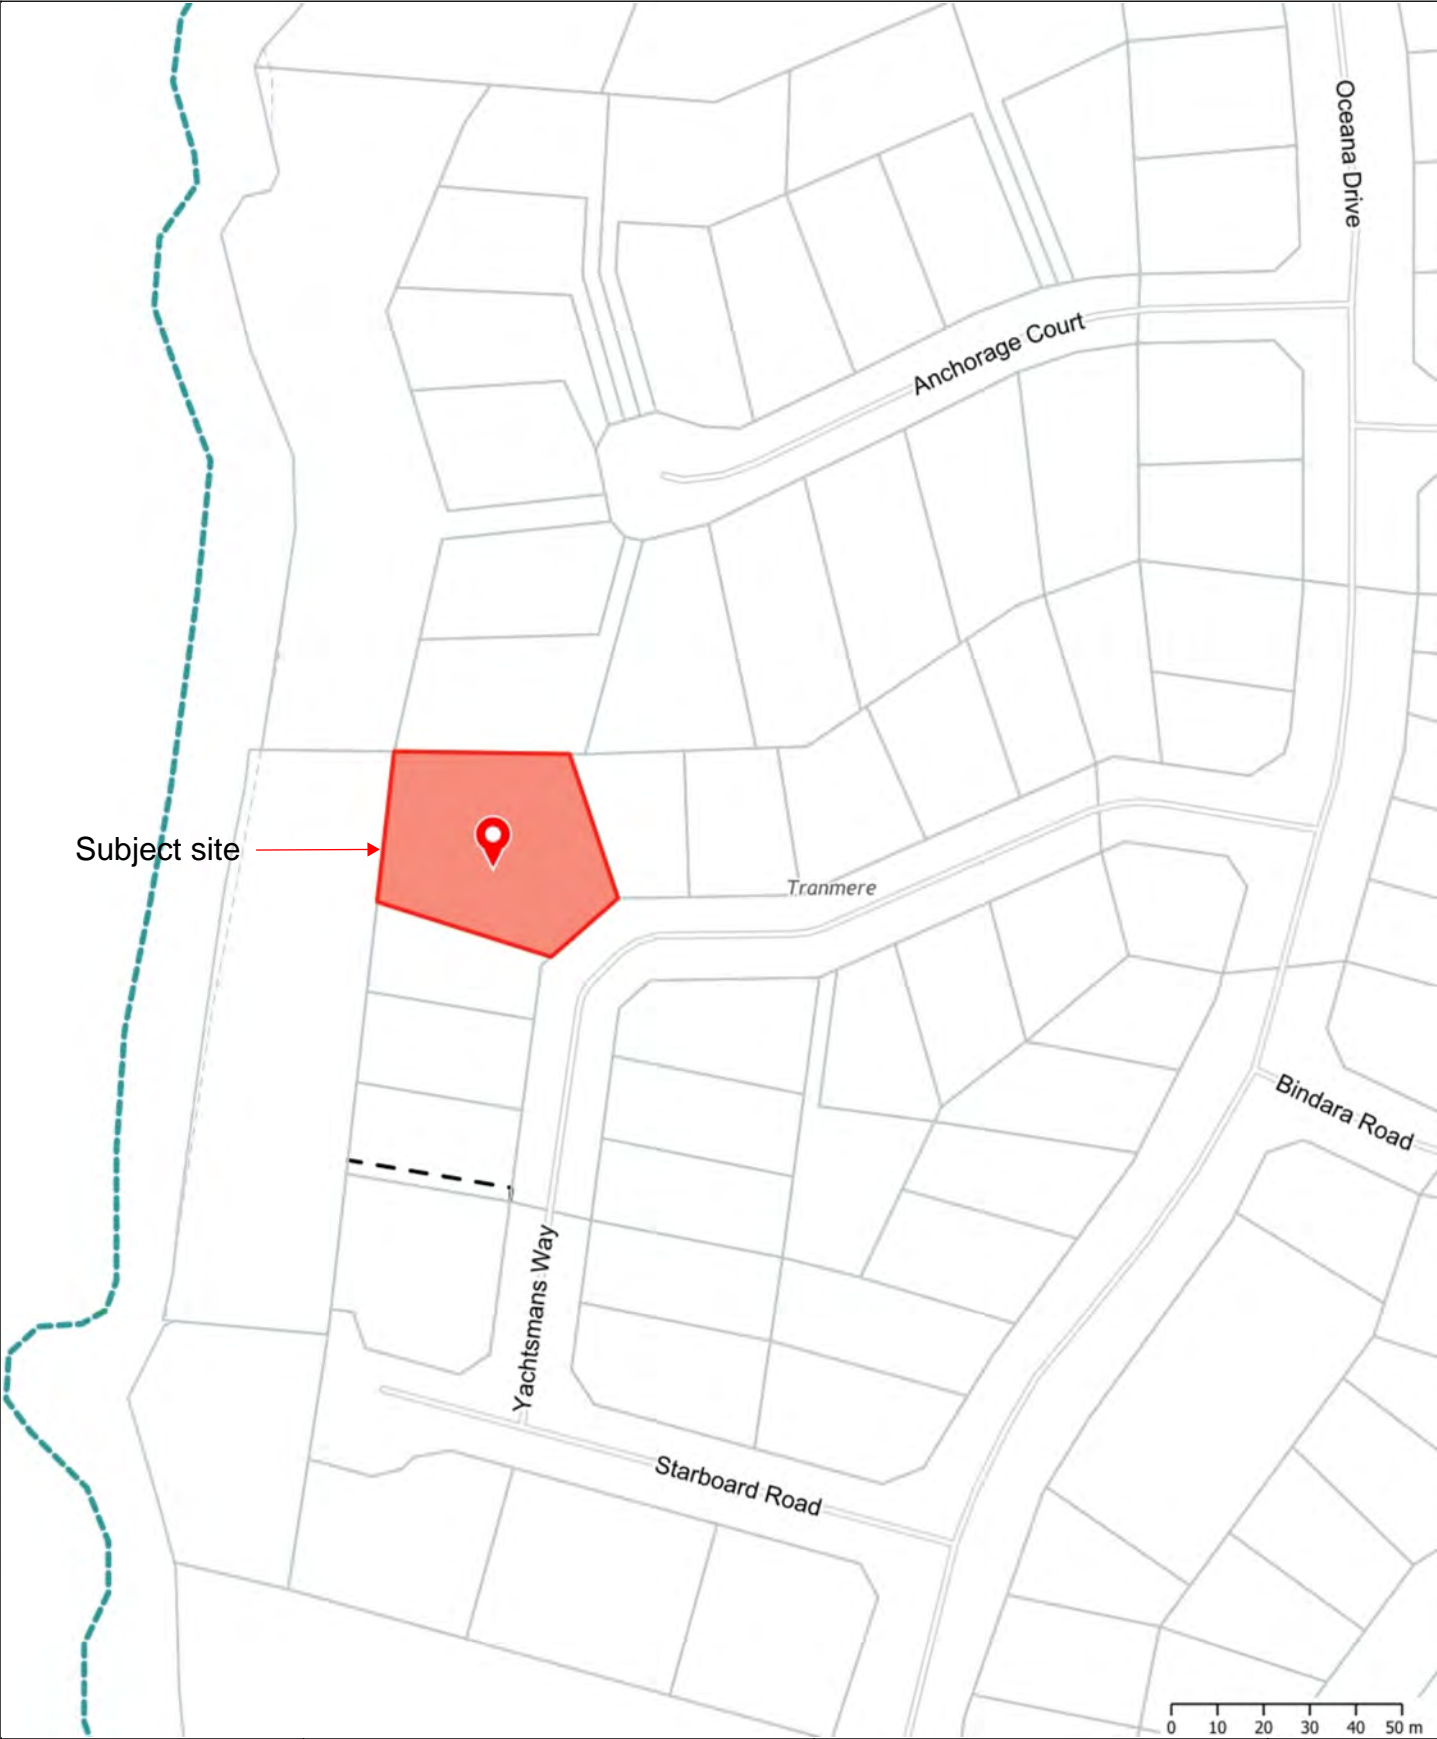 Oceana Drive
Anchorage Court
Subject site
Tranmere
Bindara Road
Yachtsmans Way
Starboard Road
0 10 20 30 40 50 m